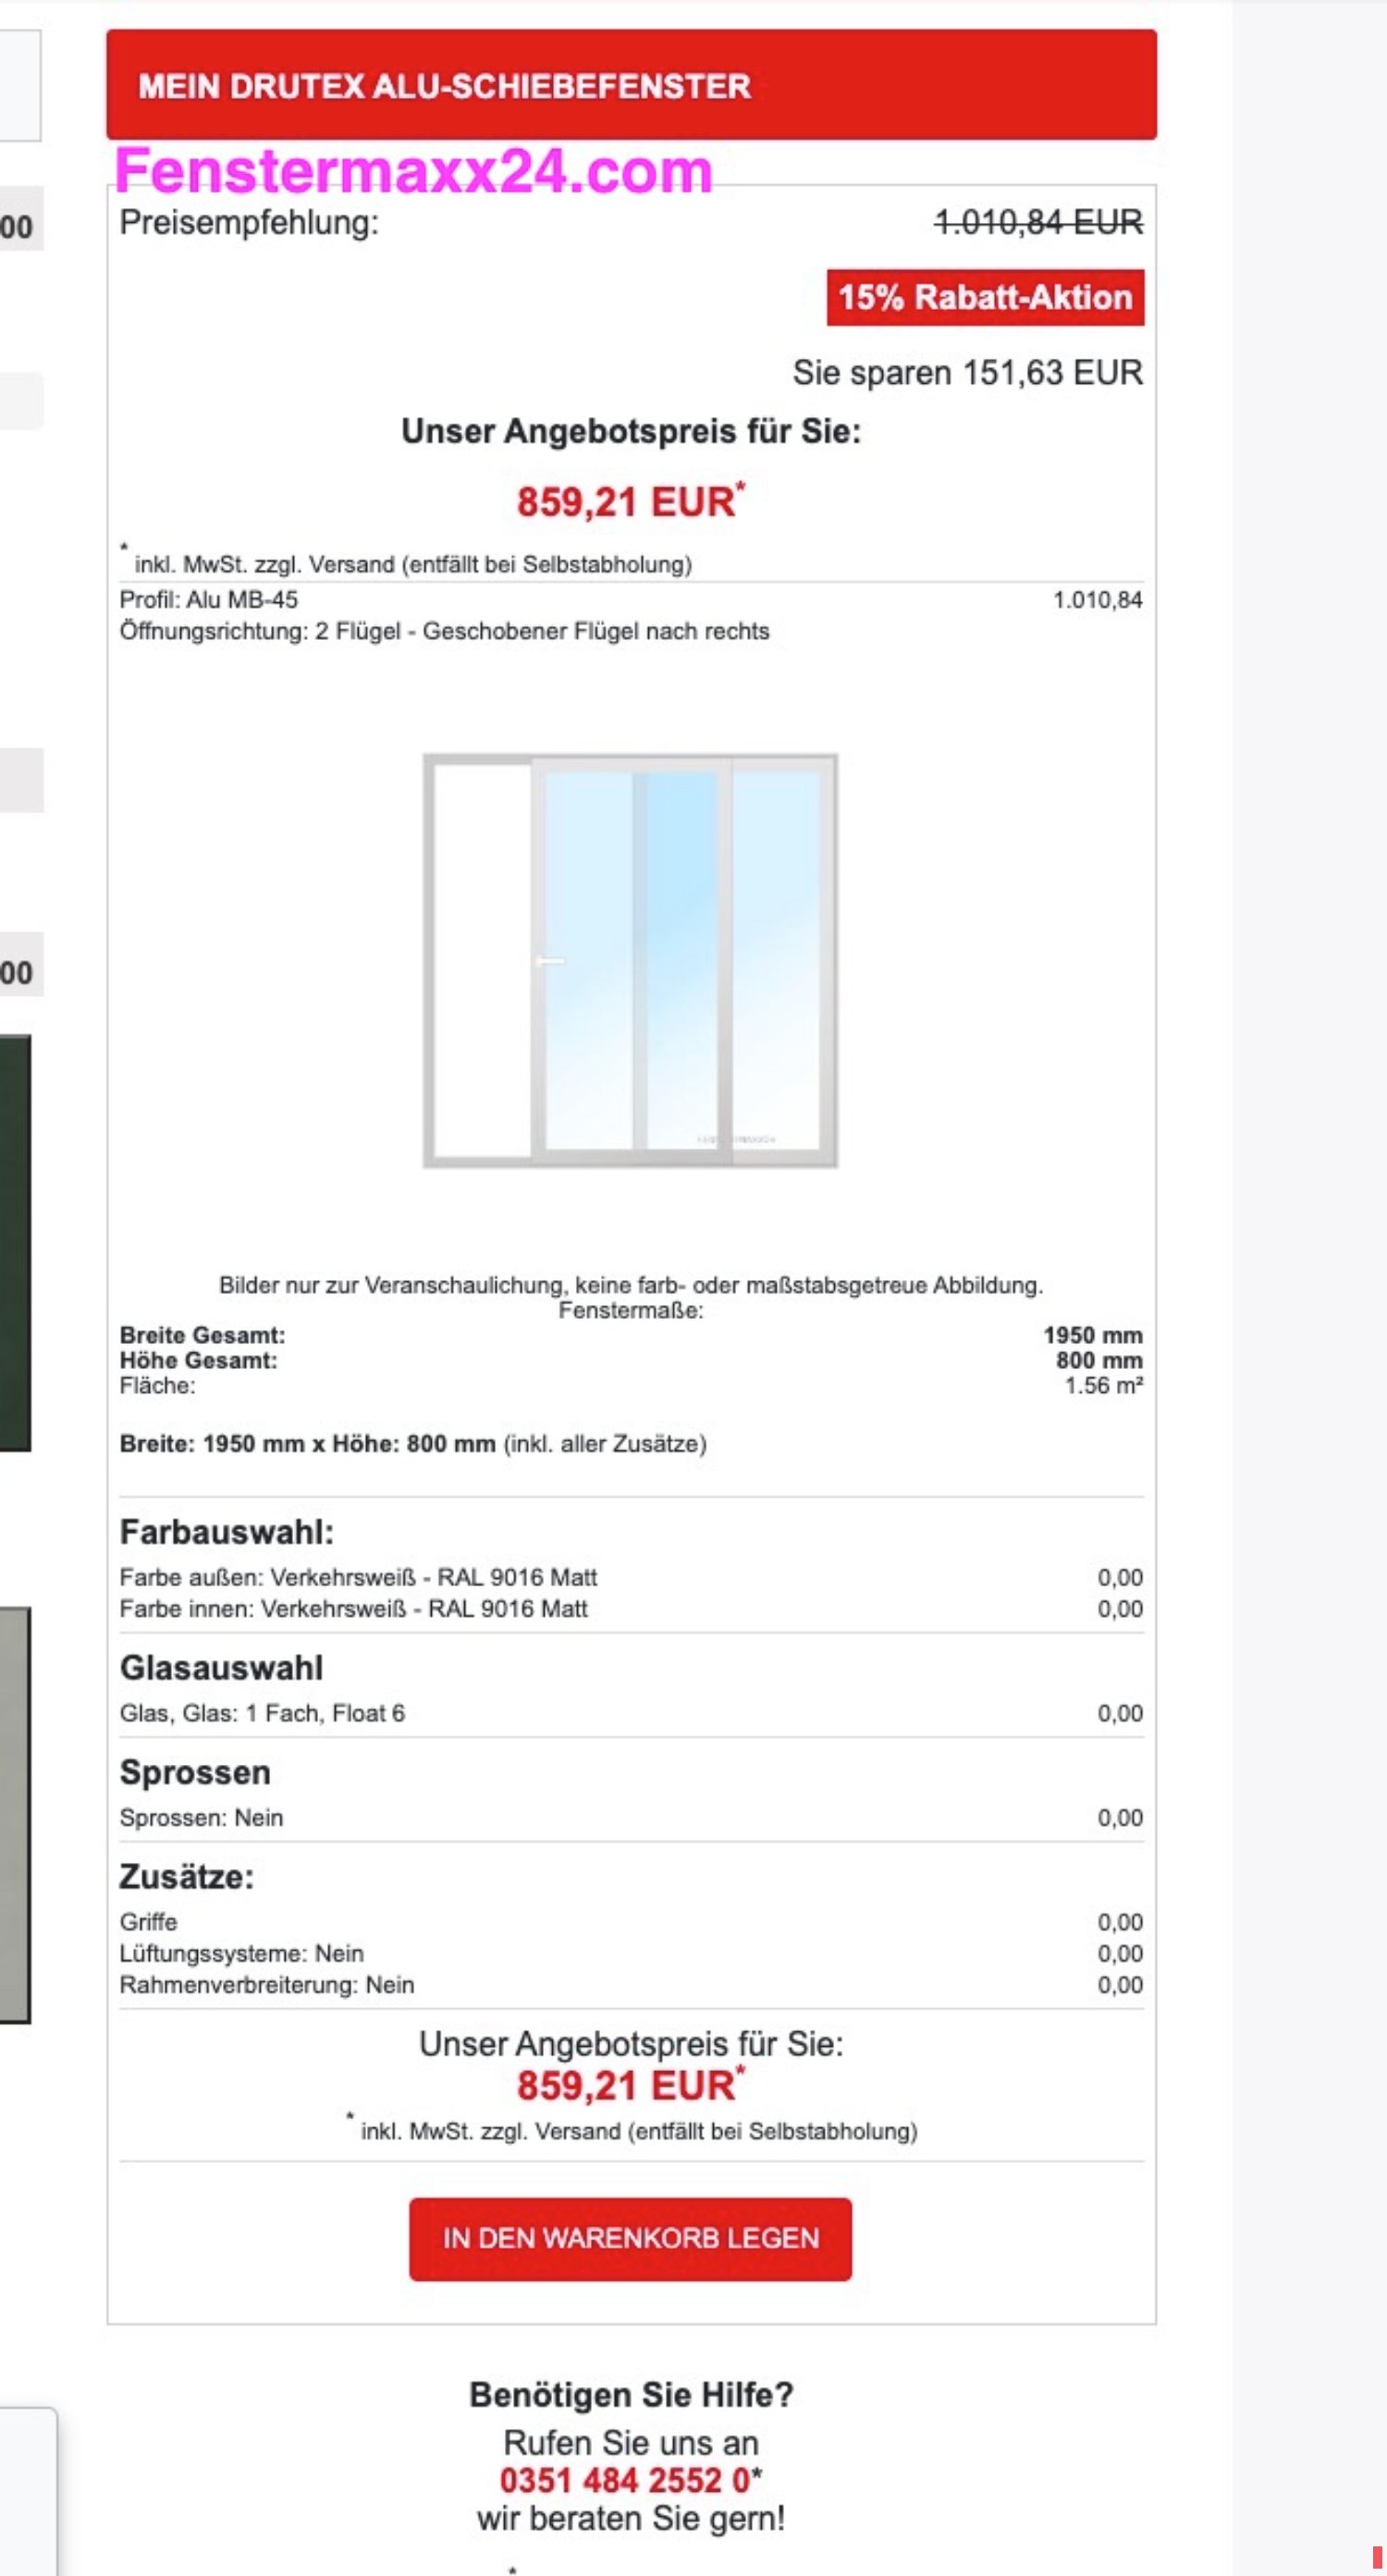 MEIN DRUTEX ALU-SCHIEBEFENSTER
Fenstermaxx24.com
00
Preisempfehlung: 1.010,84 EUR
15% Rabatt-Aktion
Sie sparen 151,63 EUR
Unser Angebotspreis für Sie:
859,21 EUR*
* inkl. MwSt. zzgl. Versand (entfällt bei Selbstabholung)
Profil: Alu MB-45 1.010,84
Öffnungsrichtung: 2 Flügel - Geschobener Flügel nach rechts
00
Bilder nur zur Veranschaulichung, keine farb- oder maßstabsgetreue Abbildung.
Fenstermaße:
Breite Gesamt: 1950 mm
Höhe Gesamt: 800 mm
Fläche: 1.56 m²
Breite: 1950 mm x Höhe: 800 mm (inkl. aller Zusätze)
Farbauswahl:
Farbe außen: Verkehrsweiß - RAL 9016 Matt 0,00
Farbe innen: Verkehrsweiß - RAL 9016 Matt 0,00
Glasauswahl
Glas, Glas: 1 Fach, Float 6 0,00
Sprossen
Sprossen: Nein 0,00
Zusätze:
Griffe 0,00
Lüftungssysteme: Nein 0,00
Rahmenverbreiterung: Nein 0,00
Unser Angebotspreis für Sie:
859,21 EUR*
* inkl. MwSt. zzgl. Versand (entfällt bei Selbstabholung)
IN DEN WARENKORB LEGEN
Benötigen Sie Hilfe?
Rufen Sie uns an
0351 484 2552 0*
wir beraten Sie gern!
*